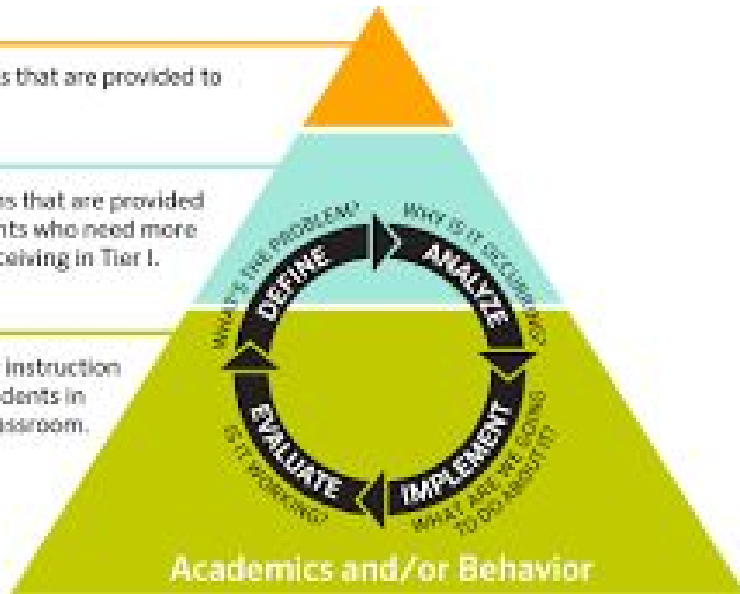 s that are provided to
ns that are provided
nts who need more
ceiving in Tier I.
instruction
dents in
assroom.
WHAT'S THE PROBLEM?
DEFINE
WHY IS IT OCCURRING?
ANALYZE
IMPLEMENT
WHAT ARE WE GOING
TO DO ABOUT IT?
EVALUATE
IS IT WORKING?
Academics and/or Behavior